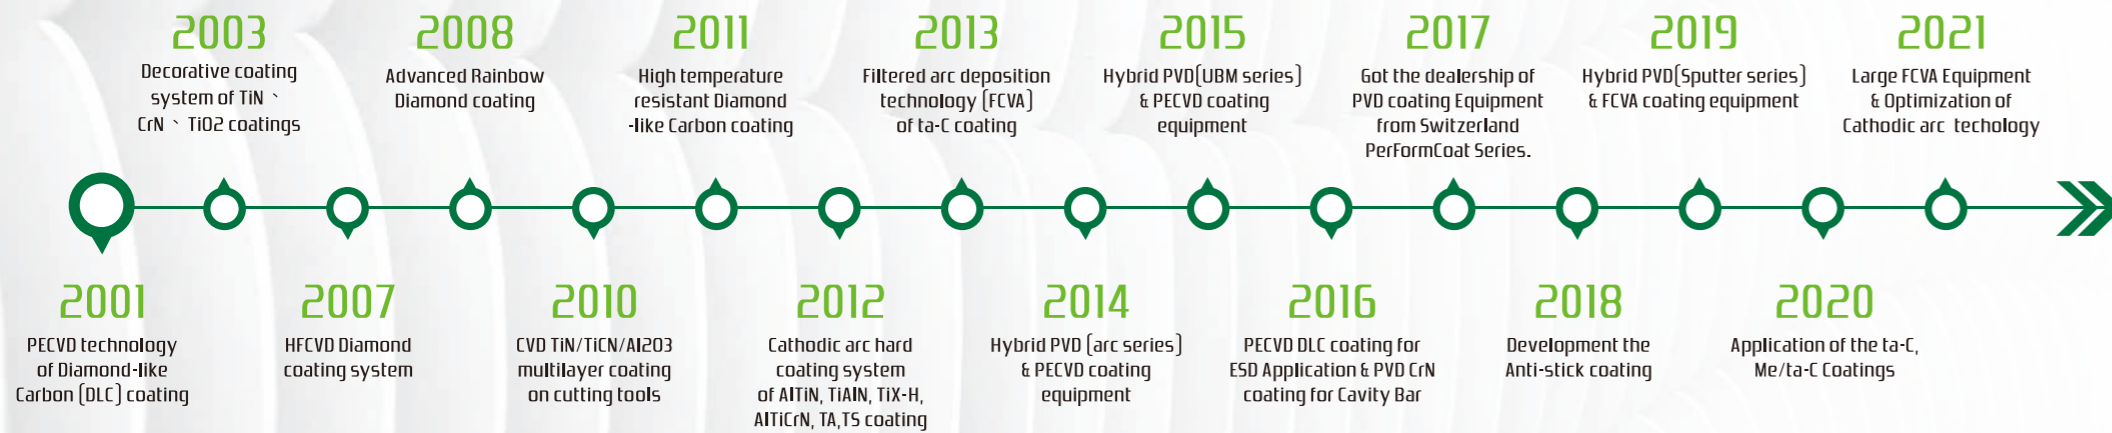 2003
Decorative coating
system of TiN、
CrN、TiO2 coatings
2008
Advanced Rainbow
Diamond coating
2011
High temperature
resistant Diamond
-like Carbon coating
2013
Filtered arc deposition
technology (FCVA)
of ta-C coating
2015
Hybrid PVD(UBM series)
& PECVD coating
equipment
2017
Got the dealership of
PVD coating Equipment
from Switzerland
PerFormCoat Series.
2019
Hybrid PVD(Sputter series)
& FCVA coating equipment
2021
Large FCVA Equipment
& Optimization of
Cathodic arc techology
2001
PECVD technology
of Diamond-like
Carbon (DLC) coating
2007
HFCVD Diamond
coating system
2010
CVD TiN/TiCN/Al2O3
multilayer coating
on cutting tools
2012
Cathodic arc hard
coating system
of AlTiN, TiAlN, TiX-H,
AlTiCrN, TA,TS coating
2014
Hybrid PVD (arc series)
& PECVD coating
equipment
2016
PECVD DLC coating for
ESD Application & PVD CrN
coating for Cavity Bar
2018
Development the
Anti-stick coating
2020
Application of the ta-C,
Me/ta-C Coatings